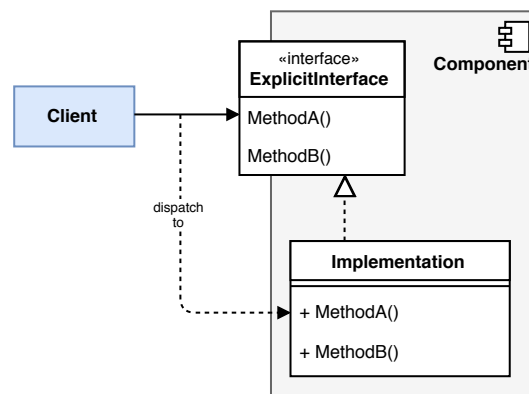 «interface»
ExplicitInterface
Component
Client
MethodA()
MethodB()
dispatch
to
Implementation
+ MethodA()
+ MethodB()